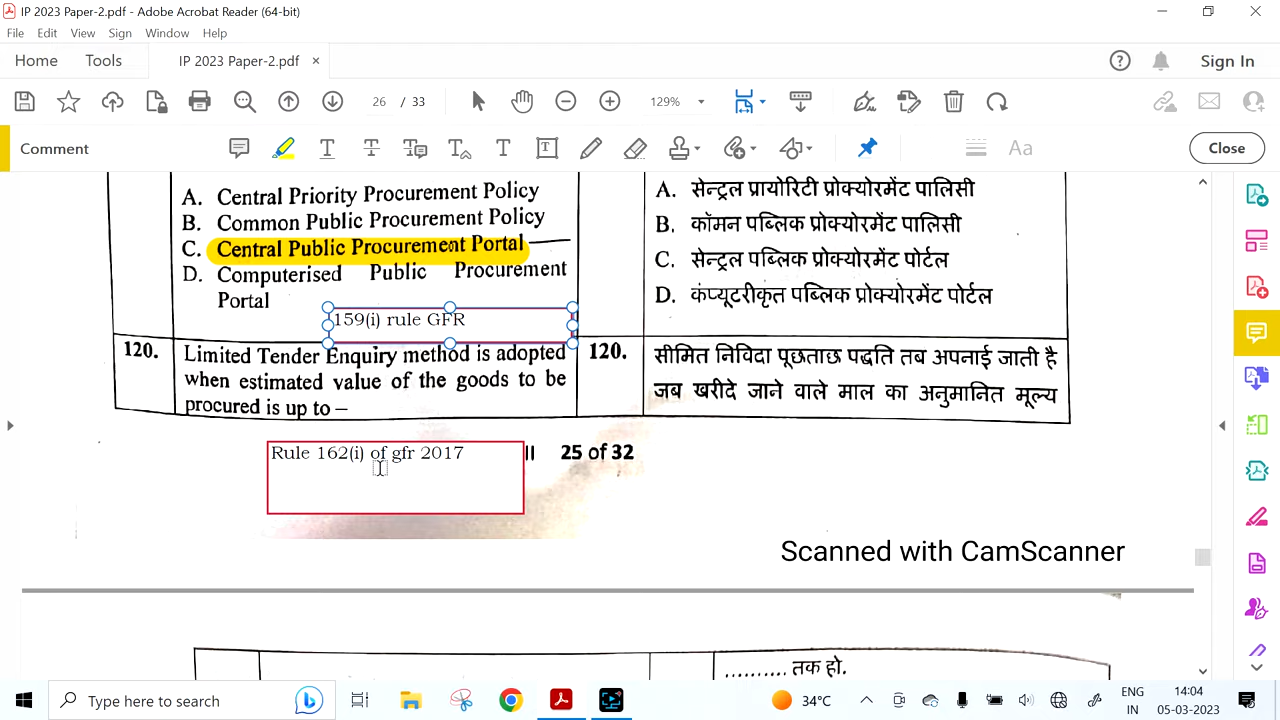 IP 2023 Paper-2.pdf - Adobe Acrobat Reader (64-bit)
File Edit View Sign Window Help
Home Tools IP 2023 Paper-2.pdf × Sign In
26 / 33 129%
Comment Aa Close
A. Central Priority Procurement Policy
B. Common Public Procurement Policy
C. Central Public Procurement Portal
D. Computerised Public Procurement
Portal
159(i) rule GFR
A. सेन्ट्रल प्रायोरिटी प्रोक्योरमेंट पालिसी
B. कॉमन पब्लिक प्रोक्योरमेंट पालिसी
C. सेन्ट्रल पब्लिक प्रोक्योरमेंट पोर्टल
D. कंप्यूटरीकृत पब्लिक प्रोक्योरमेंट पोर्टल
120. Limited Tender Enquiry method is adopted
when estimated value of the goods to be
procured is up to –
120. सीमित निविदा पूछताछ पद्धति तब अपनाई जाती है
जब खरीदे जाने वाले माल का अनुमानित मूल्य
Rule 162(i) of gfr 2017
II 25 of 32
Scanned with CamScanner
.......... तक हो.
Type here to search
34°C
ENG
IN
14:04
05-03-2023